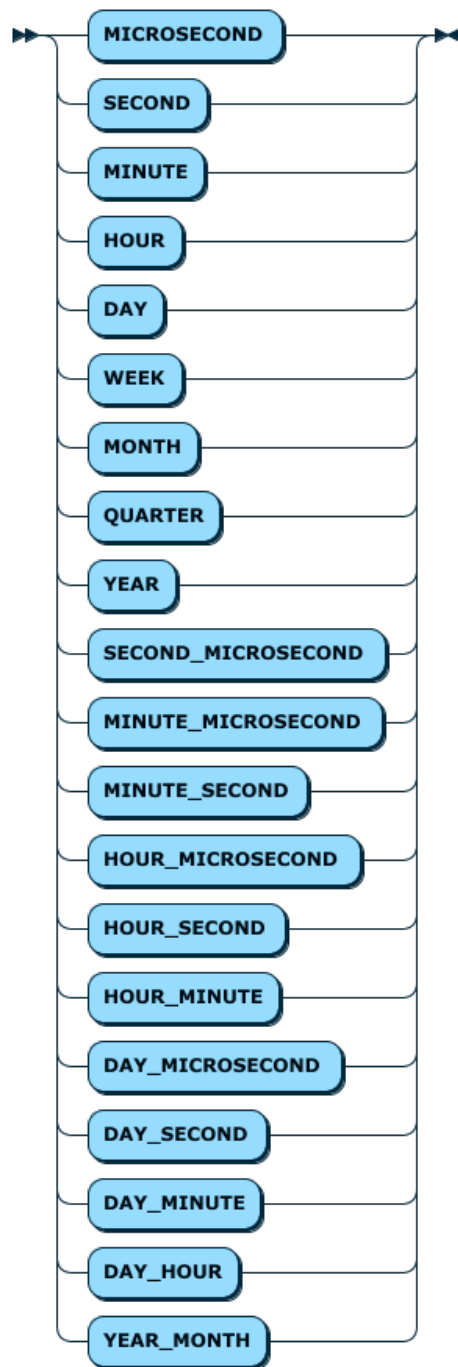 MICROSECOND
SECOND
MINUTE
HOUR
DAY
WEEK
MONTH
QUARTER
YEAR
SECOND_MICROSECOND
MINUTE_MICROSECOND
MINUTE_SECOND
HOUR_MICROSECOND
HOUR_SECOND
HOUR_MINUTE
DAY_MICROSECOND
DAY_SECOND
DAY_MINUTE
DAY_HOUR
YEAR_MONTH